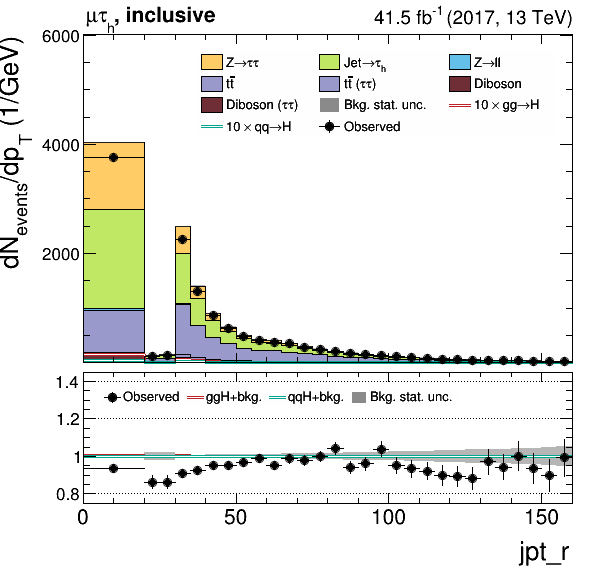 μτh, inclusive
41.5 fb⁻¹ (2017, 13 TeV)
dNevents/dpT (1/GeV)
6000
4000
2000
Z→ττ
Jet→τh
Z→ll
tt̅
tt̅ (ττ)
Diboson
Diboson (ττ)
Bkg. stat. unc.
10 × gg→H
10 × qq→H
Observed
1.4
1.2
1
0.8
Observed
ggH+bkg.
qqH+bkg.
Bkg. stat. unc.
0
50
100
150
jpt_r